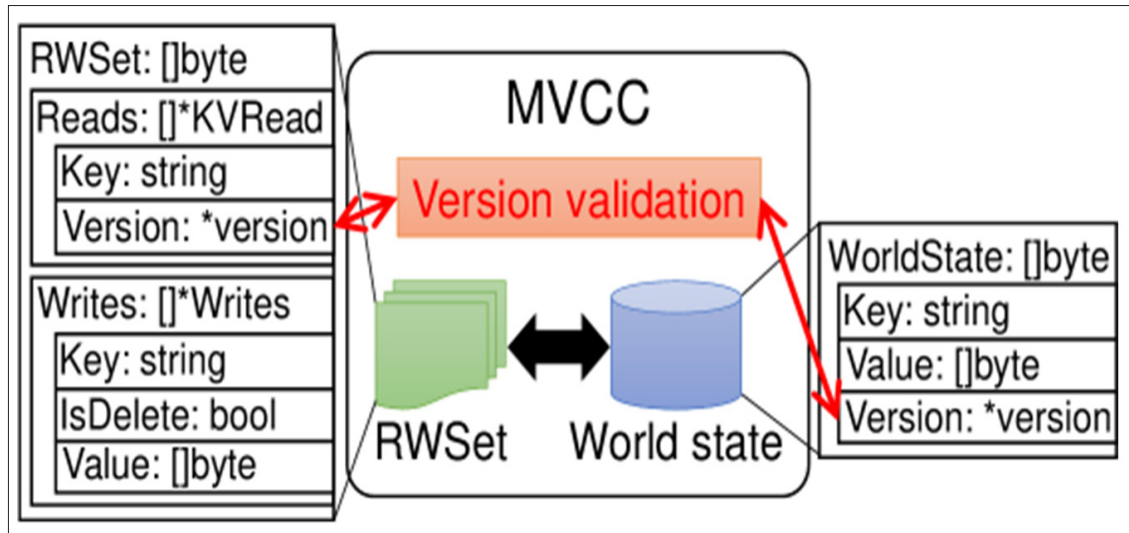 RWSet: []byte
Reads: []*KVRead
Key: string
Version: *version
Writes: []*Writes
Key: string
IsDelete: bool
Value: []byte
MVCC
Version validation
RWSet
World state
WorldState: []byte
Key: string
Value: []byte
Version: *version